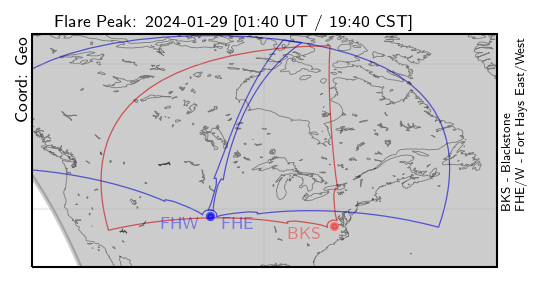 Flare Peak: 2024-01-29 [01:40 UT / 19:40 CST]
Coord: Geo
FHW
FHE
BKS
BKS - Blackstone
FHE/W - Fort Hays East/West